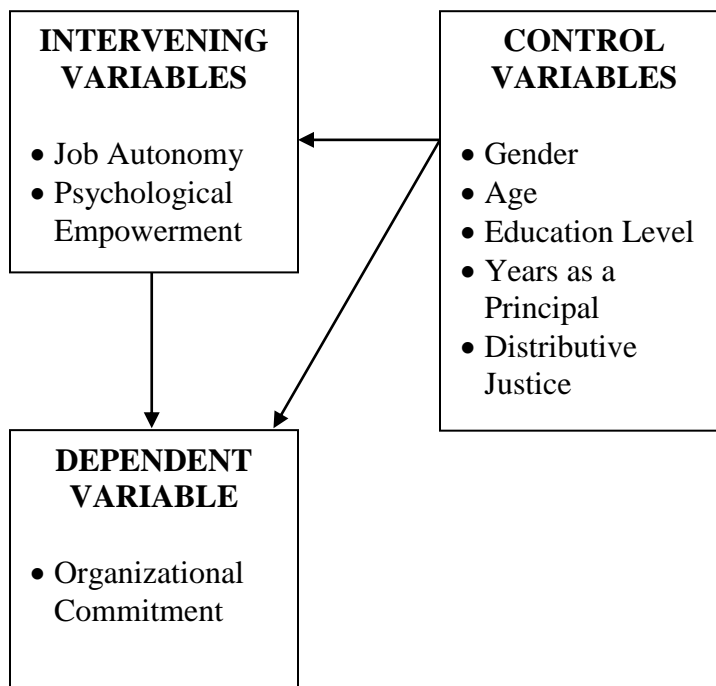 INTERVENING
VARIABLES
• Job Autonomy
• Psychological
Empowerment
CONTROL
VARIABLES
• Gender
• Age
• Education Level
• Years as a
Principal
• Distributive
Justice
DEPENDENT
VARIABLE
• Organizational
Commitment